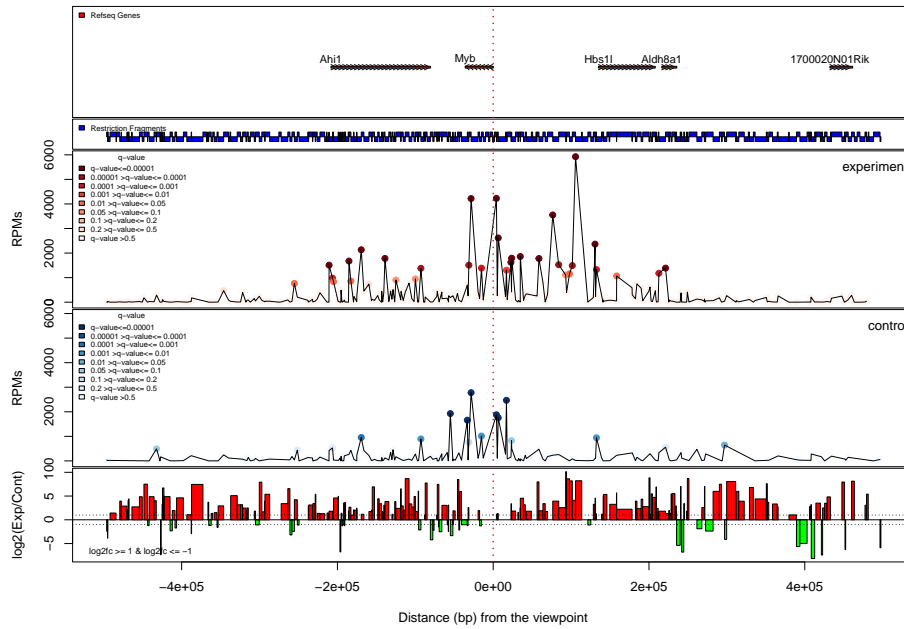 Refseq Genes
Ahi1
Myb
Hbs1l
Aldh8a1
1700020N01Rik
Restriction Fragments
RPMs
0
2000
4000
6000
q-value
q-value<=0.00001
0.00001 >q-value<= 0.0001
0.0001 >q-value<= 0.001
0.001 >q-value<= 0.01
0.01 >q-value<= 0.05
0.05 >q-value<= 0.1
0.1 >q-value<= 0.2
0.2 >q-value<= 0.5
q-value >0.5
experimen
RPMs
0
2000
4000
6000
q-value
q-value<=0.00001
0.00001 >q-value<= 0.0001
0.0001 >q-value<= 0.001
0.001 >q-value<= 0.01
0.01 >q-value<= 0.05
0.05 >q-value<= 0.1
0.1 >q-value<= 0.2
0.2 >q-value<= 0.5
q-value >0.5
contro
log2(Exp/Cont)
−5
0
5
10
log2fc >= 1 & log2fc <= −1
−4e+05
−2e+05
0e+00
2e+05
4e+05
Distance (bp) from the viewpoint